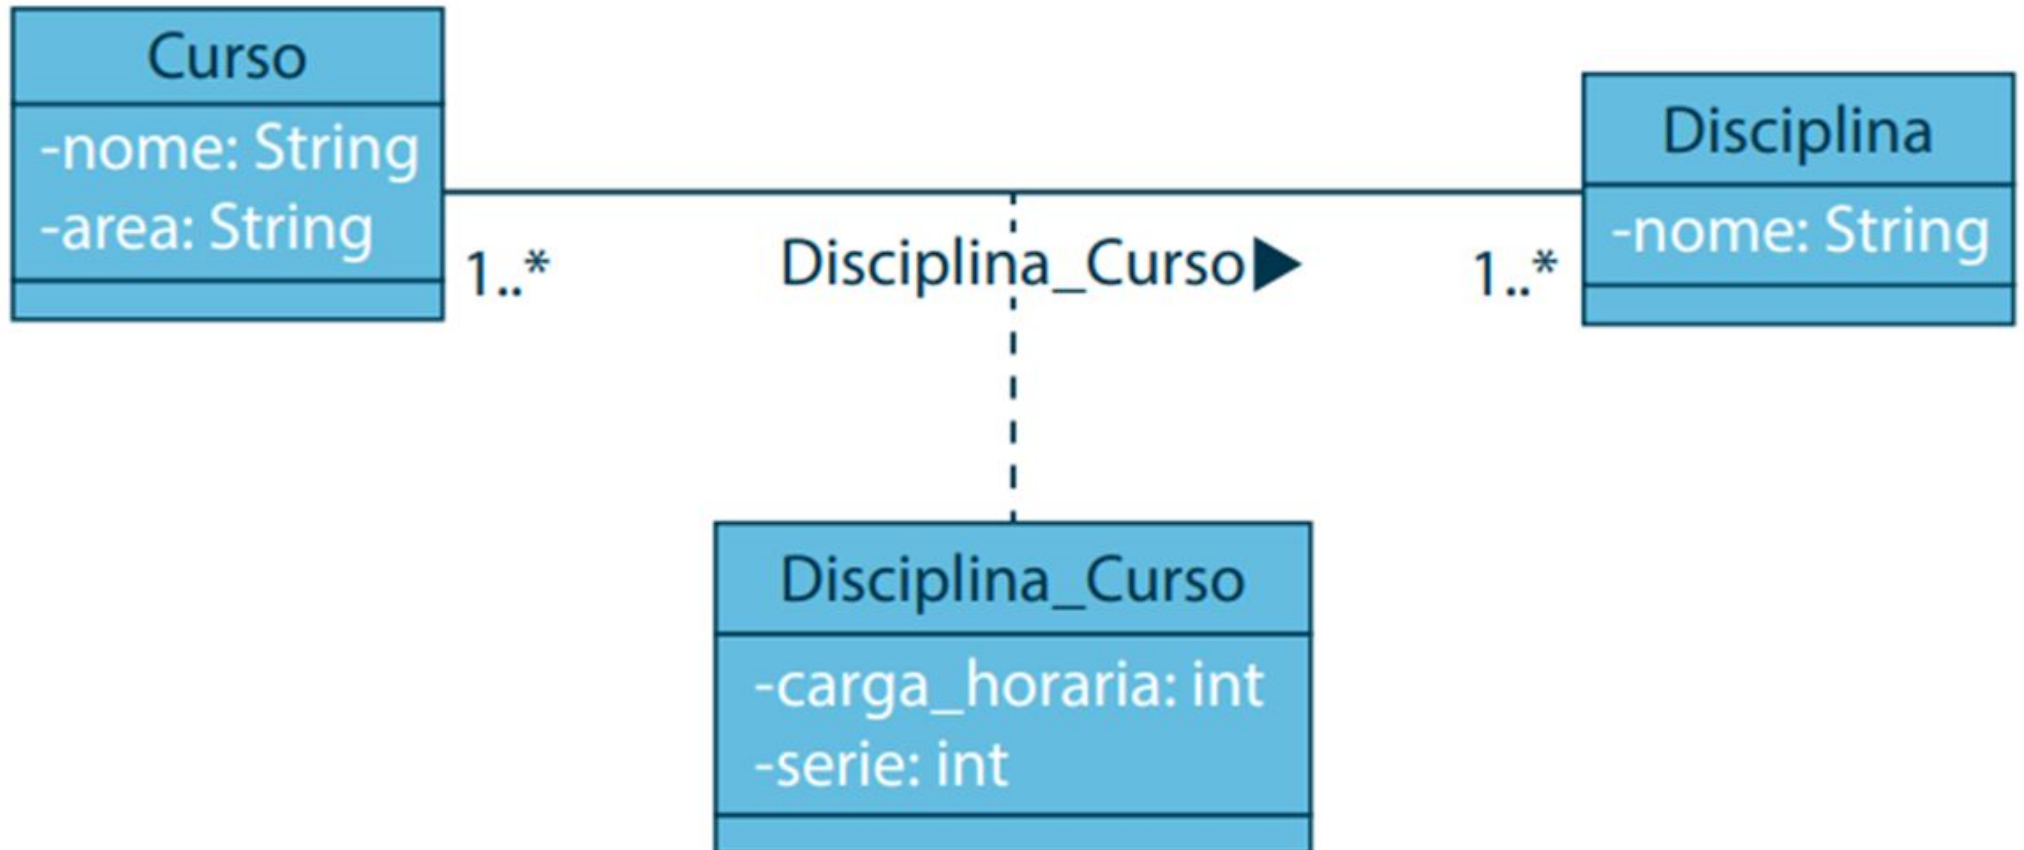 Curso
-nome: String
-area: String
1..*
Disciplina_Curso
1..*
Disciplina
-nome: String
Disciplina_Curso
-carga_horaria: int
-serie: int